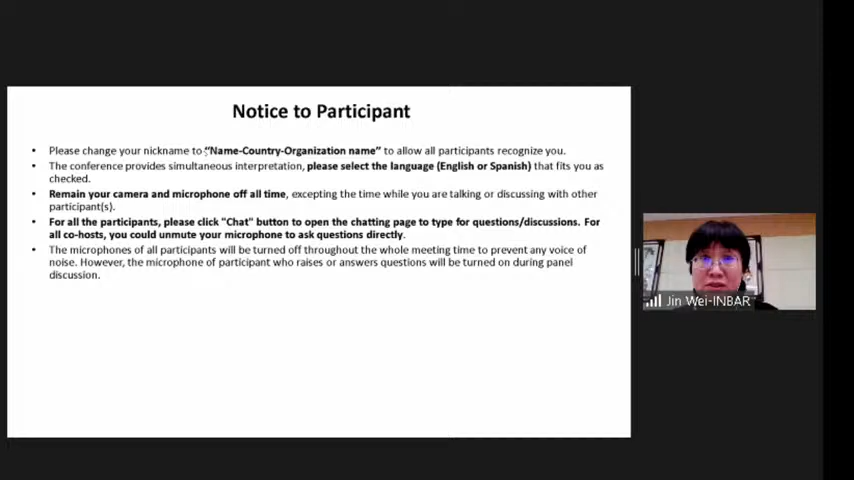 Notice to Participant
• Please change your nickname to “Name-Country-Organization name” to allow all participants recognize you.
• The conference provides simultaneous interpretation, please select the language (English or Spanish) that fits you as
checked.
• Remain your camera and microphone off all time, excepting the time while you are talking or discussing with other
participant(s).
• For all the participants, please click "Chat" button to open the chatting page to type for questions/discussions. For
all co-hosts, you could unmute your microphone to ask questions directly.
• The microphones of all participants will be turned off throughout the whole meeting time to prevent any voice of
noise. However, the microphone of participant who raises or answers questions will be turned on during panel
discussion.
Jin Wei-INBAR